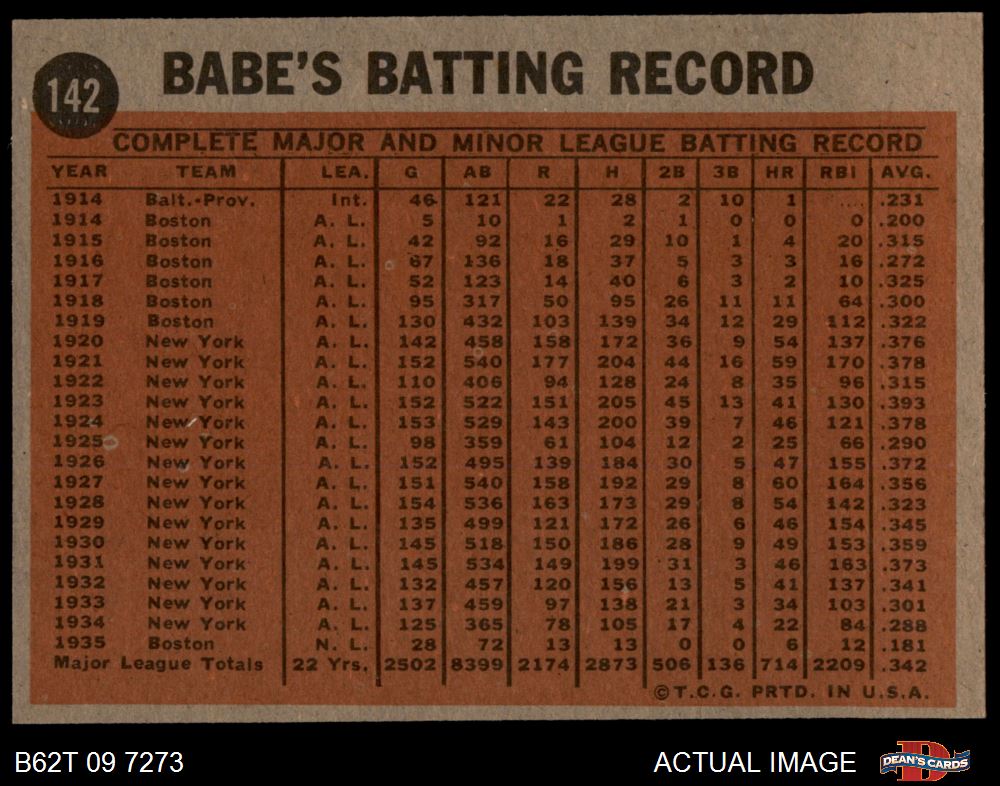 142
BABE'S BATTING RECORD
COMPLETE MAJOR AND MINOR LEAGUE BATTING RECORD
YEAR TEAM LEA. G AB R H 2B 3B HR RBI AVG.
1914 Balt.-Prov. Int. 46 121 22 28 2 10 1 .... .231
1914 Boston A. L. 5 10 1 2 1 0 0 0 .200
1915 Boston A. L. 42 92 16 29 10 1 4 20 .315
1916 Boston A. L. 67 136 18 37 5 3 3 16 .272
1917 Boston A. L. 52 123 14 40 6 3 2 10 .325
1918 Boston A. L. 95 317 50 95 26 11 11 64 .300
1919 Boston A. L. 130 432 103 139 34 12 29 112 .322
1920 New York A. L. 142 458 158 172 36 9 54 137 .376
1921 New York A. L. 152 540 177 204 44 16 59 170 .378
1922 New York A. L. 110 406 94 128 24 8 35 96 .315
1923 New York A. L. 152 522 151 205 45 13 41 130 .393
1924 New York A. L. 153 529 143 200 39 7 46 121 .378
1925 New York A. L. 98 359 61 104 12 2 25 66 .290
1926 New York A. L. 152 495 139 184 30 5 47 155 .372
1927 New York A. L. 151 540 158 192 29 8 60 164 .356
1928 New York A. L. 154 536 163 173 29 8 54 142 .323
1929 New York A. L. 135 499 121 172 26 6 46 154 .345
1930 New York A. L. 145 518 150 186 28 9 49 153 .359
1931 New York A. L. 145 534 149 199 31 3 46 163 .373
1932 New York A. L. 132 457 120 156 13 5 41 137 .341
1933 New York A. L. 137 459 97 138 21 3 34 103 .301
1934 New York A. L. 125 365 78 105 17 4 22 84 .288
1935 Boston N. L. 28 72 13 13 0 0 6 12 .181
Major League Totals 22 Yrs. 2502 8399 2174 2873 506 136 714 2209 .342
©T.C.G. PRTD. IN U.S.A.
B62T 09 7273 ACTUAL IMAGE DEAN'S CARDS